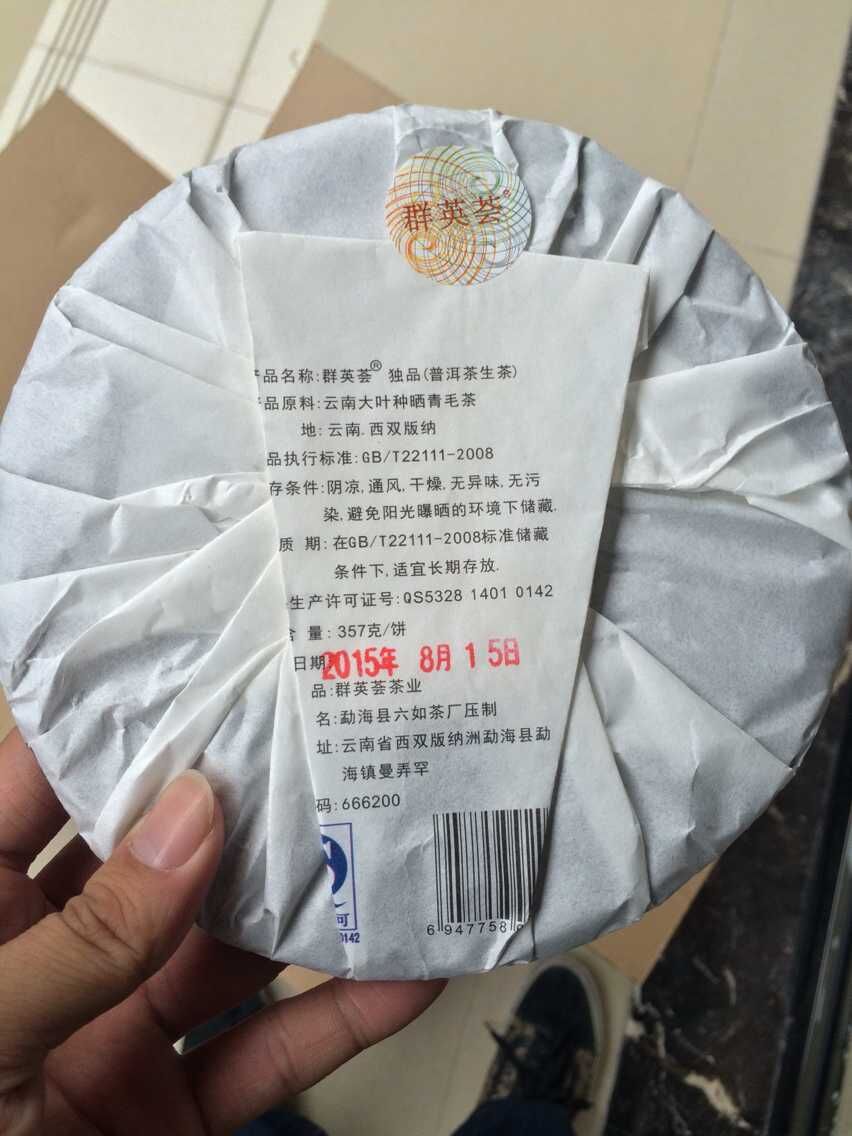 群英荟®
品名称:群英荟® 独品(普洱茶生茶)
品原料:云南大叶种晒青毛茶
地:云南.西双版纳
品执行标准:GB/T22111-2008
存条件:阴凉,通风,干燥,无异味,无污
染,避免阳光曝晒的环境下储藏.
质 期:在GB/T22111-2008标准储藏
条件下,适宜长期存放.
生产许可证号:QS5328 1401 0142
量:357克/饼
日期 2015年 8月15日
品:群英荟茶业
名:勐海县六如茶厂压制
址:云南省西双版纳洲勐海县勐
海镇曼弄罕
码:666200
可
0142
6 947758